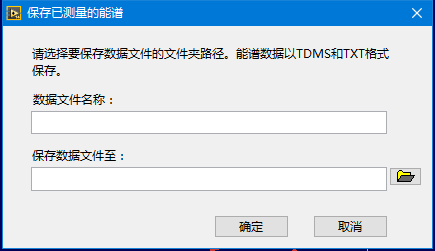 保存已测量的能谱
请选择要保存数据文件的文件夹路径。能谱数据以TDMS和TXT格式
保存。
数据文件名称：
保存数据文件至：
确定
取消